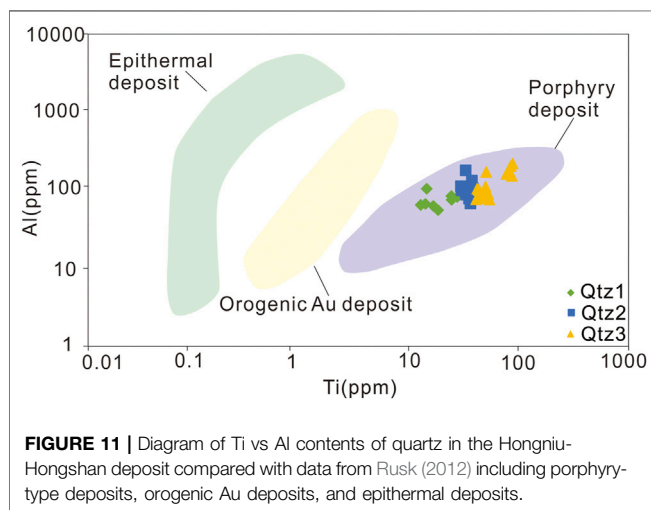 10000
Epithermal
deposit
Porphyry
deposit
1000
Al(ppm)
100
10
Orogenic Au deposit
Qtz1
Qtz2
Qtz3
1
0.01 0.1 1 10 100 1000
Ti(ppm)
FIGURE 11 | Diagram of Ti vs Al contents of quartz in the Hongniu-
Hongshan deposit compared with data from Rusk (2012) including porphyry-
type deposits, orogenic Au deposits, and epithermal deposits.